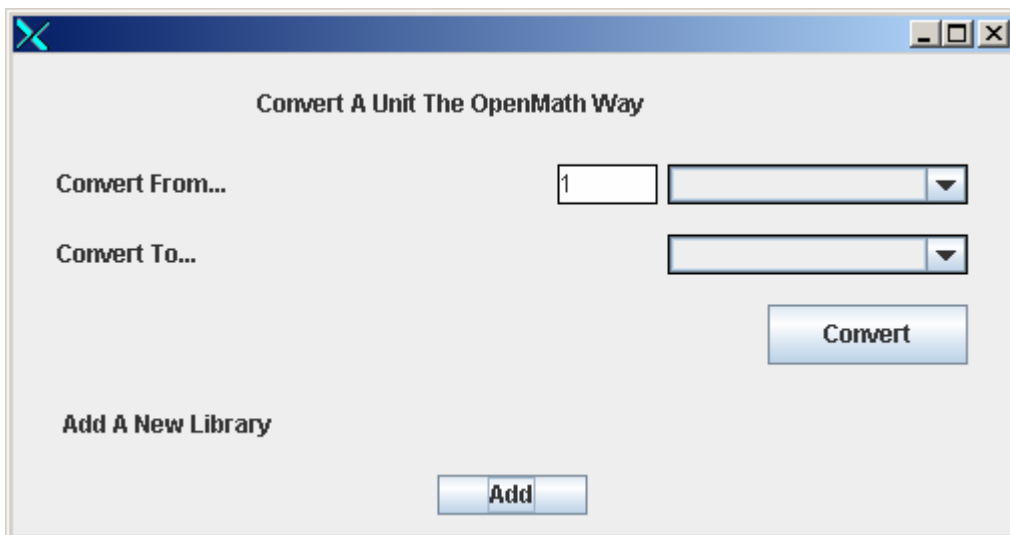 Convert A Unit The OpenMath Way
Convert From... 1
Convert To...
Convert
Add A New Library
Add